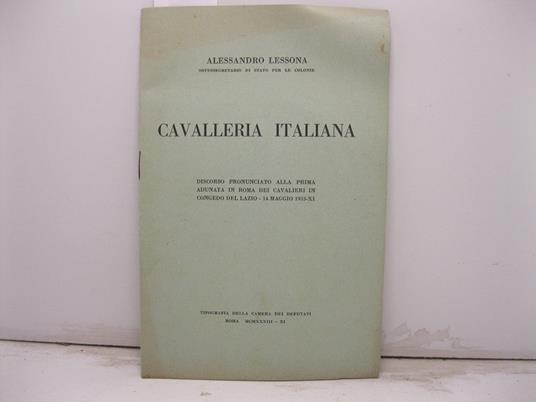 ALESSANDRO LESSONA
SOTTOSEGRETARIO DI STATO PER LE COLONIE
CAVALLERIA ITALIANA
DISCORSO PRONUNCIATO ALLA PRIMA
ADUNATA IN ROMA DEI CAVALIERI IN
CONGEDO DEL LAZIO - 14 MAGGIO 1933-XI
TIPOGRAFIA DELLA CAMERA DEI DEPUTATI
ROMA MCMXXXIII - XI